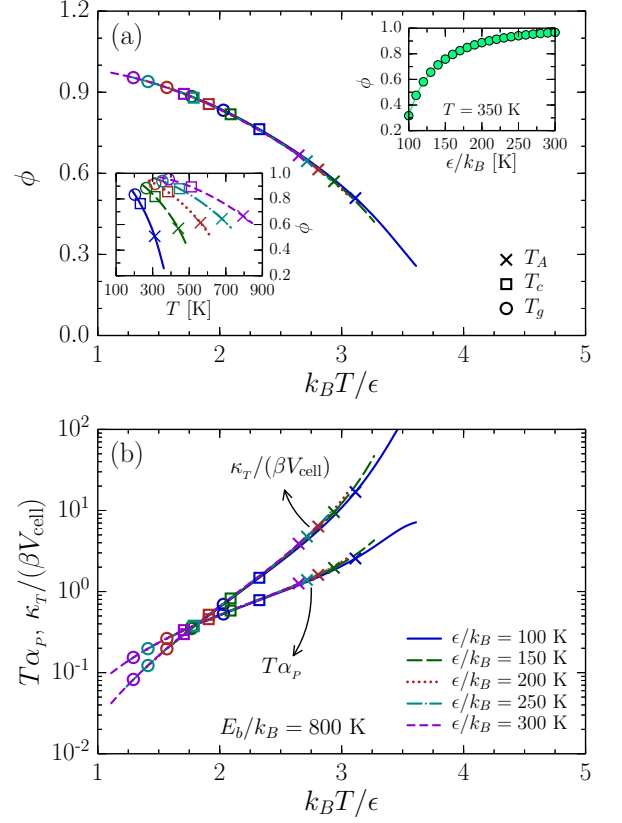 (a)
1.2
0.9
0.6
0.3
0.0
ϕ
1.0
0.8
0.6
0.4
0.2
ϕ
T = 350 K
100 150 200 250 300
ϵ/k_B [K]
1.0
0.8
0.6
0.4
0.2
ϕ
100 300 500 700 900
T [K]
T_A
T_c
T_g
1 2 3 4 5
k_BT/ϵ
(b)
10^2
10^1
10^0
10^-1
10^-2
Tα_P, κ_T/(βV_cell)
κ_T/(βV_cell)
Tα_P
E_b/k_B = 800 K
ϵ/k_B = 100 K
ϵ/k_B = 150 K
ϵ/k_B = 200 K
ϵ/k_B = 250 K
ϵ/k_B = 300 K
1 2 3 4 5
k_BT/ϵ